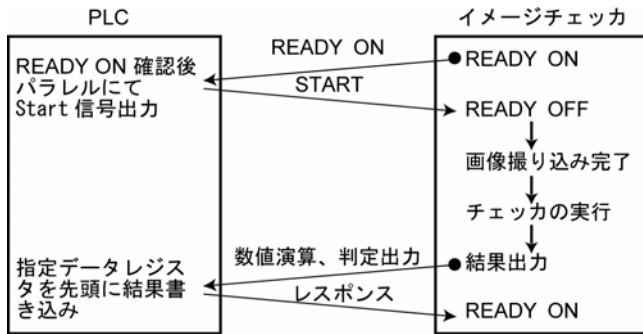 PLC
イメージチェッカ
READY ON
READY ON
READY ON 確認後
パラレルにて
Start 信号出力
START
READY OFF
画像撮り込み完了
チェッカの実行
数値演算、判定出力
結果出力
指定データレジス
タを先頭に結果書
き込み
レスポンス
READY ON